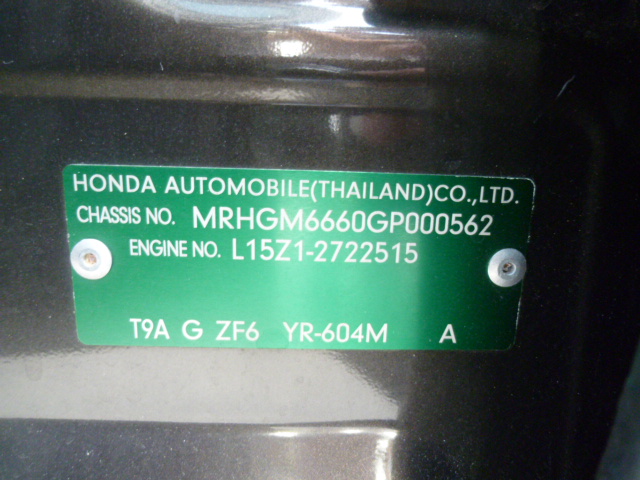 HONDA AUTOMOBILE(THAILAND)CO.,LTD.
CHASSIS NO. MRHGM6660GP000562
ENGINE NO. L15Z1-2722515
T9A G ZF6 YR-604M A